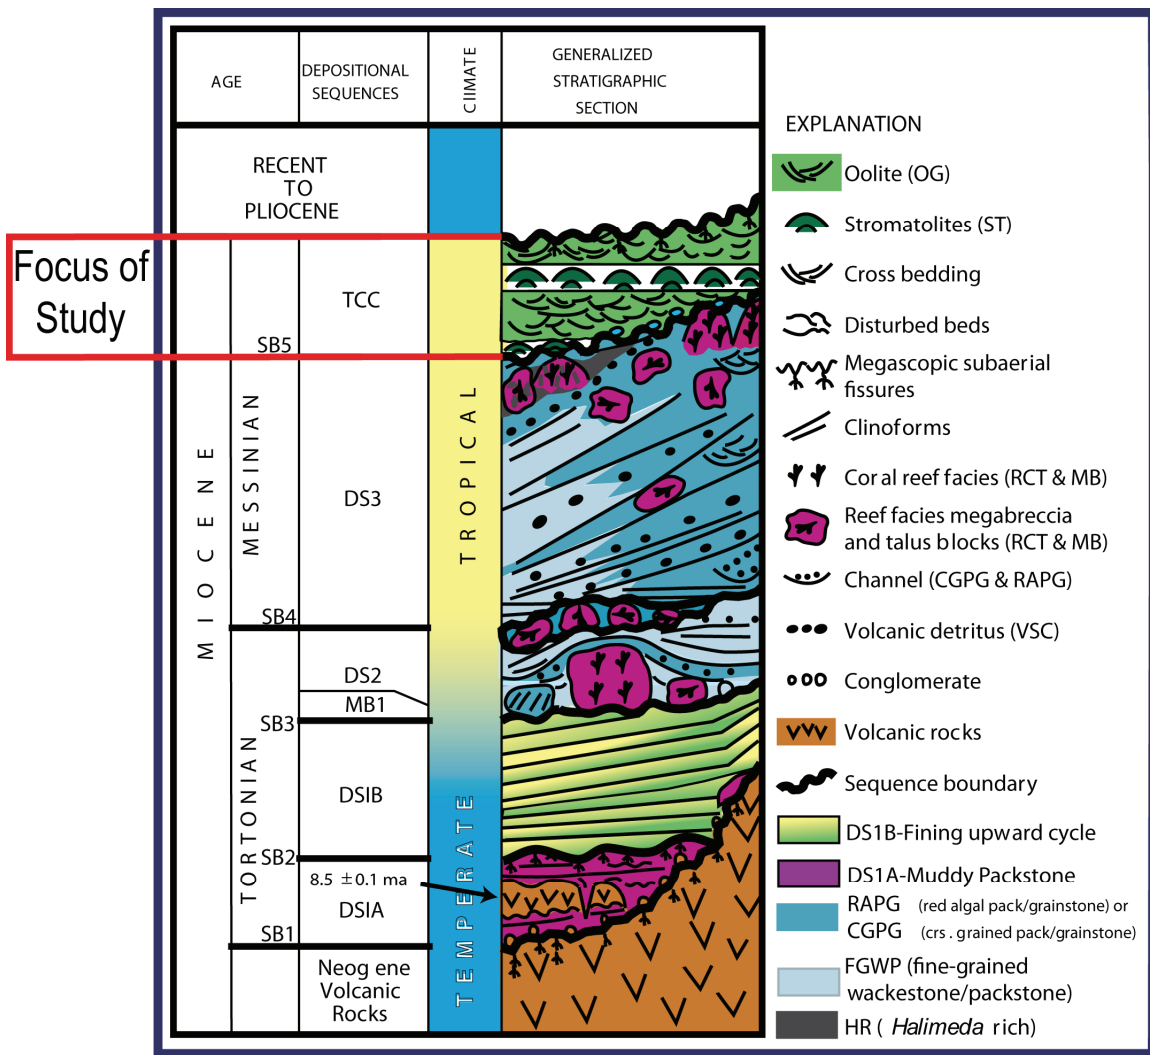 AGE
DEPOSITIONAL
SEQUENCES
ClIMATE
GENERALIZED
STRATIGRAPHIC
SECTION
RECENT
TO
PLIOCENE
Focus of
Study
TCC
SB5
MIOCENE
MESSINIAN
DS3
TROPICAL
SB4
DS2
MB1
SB3
TORTONIAN
DSIB
SB2
8.5 ±0.1 ma
DSIA
SB1
TEMPERATE
Neog ene
Volcanic
Rocks
EXPLANATION
Oolite (OG)
Stromatolites (ST)
Cross bedding
Disturbed beds
Megascopic subaerial
fissures
Clinoforms
Coral reef facies (RCT & MB)
Reef facies megabreccia
and talus blocks (RCT & MB)
Channel (CGPG & RAPG)
Volcanic detritus (VSC)
Conglomerate
Volcanic rocks
Sequence boundary
DS1B-Fining upward cycle
DS1A-Muddy Packstone
RAPG (red algal pack/grainstone) or
CGPG (crs . grained pack/grainstone)
FGWP (fine-grained
wackestone/packstone)
HR ( Halimeda rich)